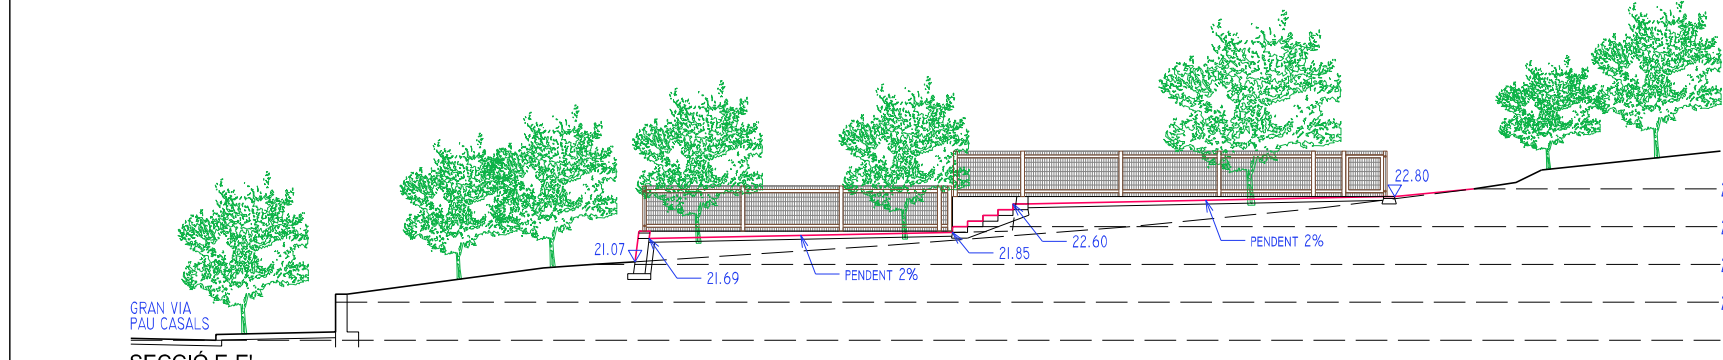 22.80
21.07
22.60
PENDENT 2%
21.85
PENDENT 2%
21.69
GRAN VIA
PAU CASALS